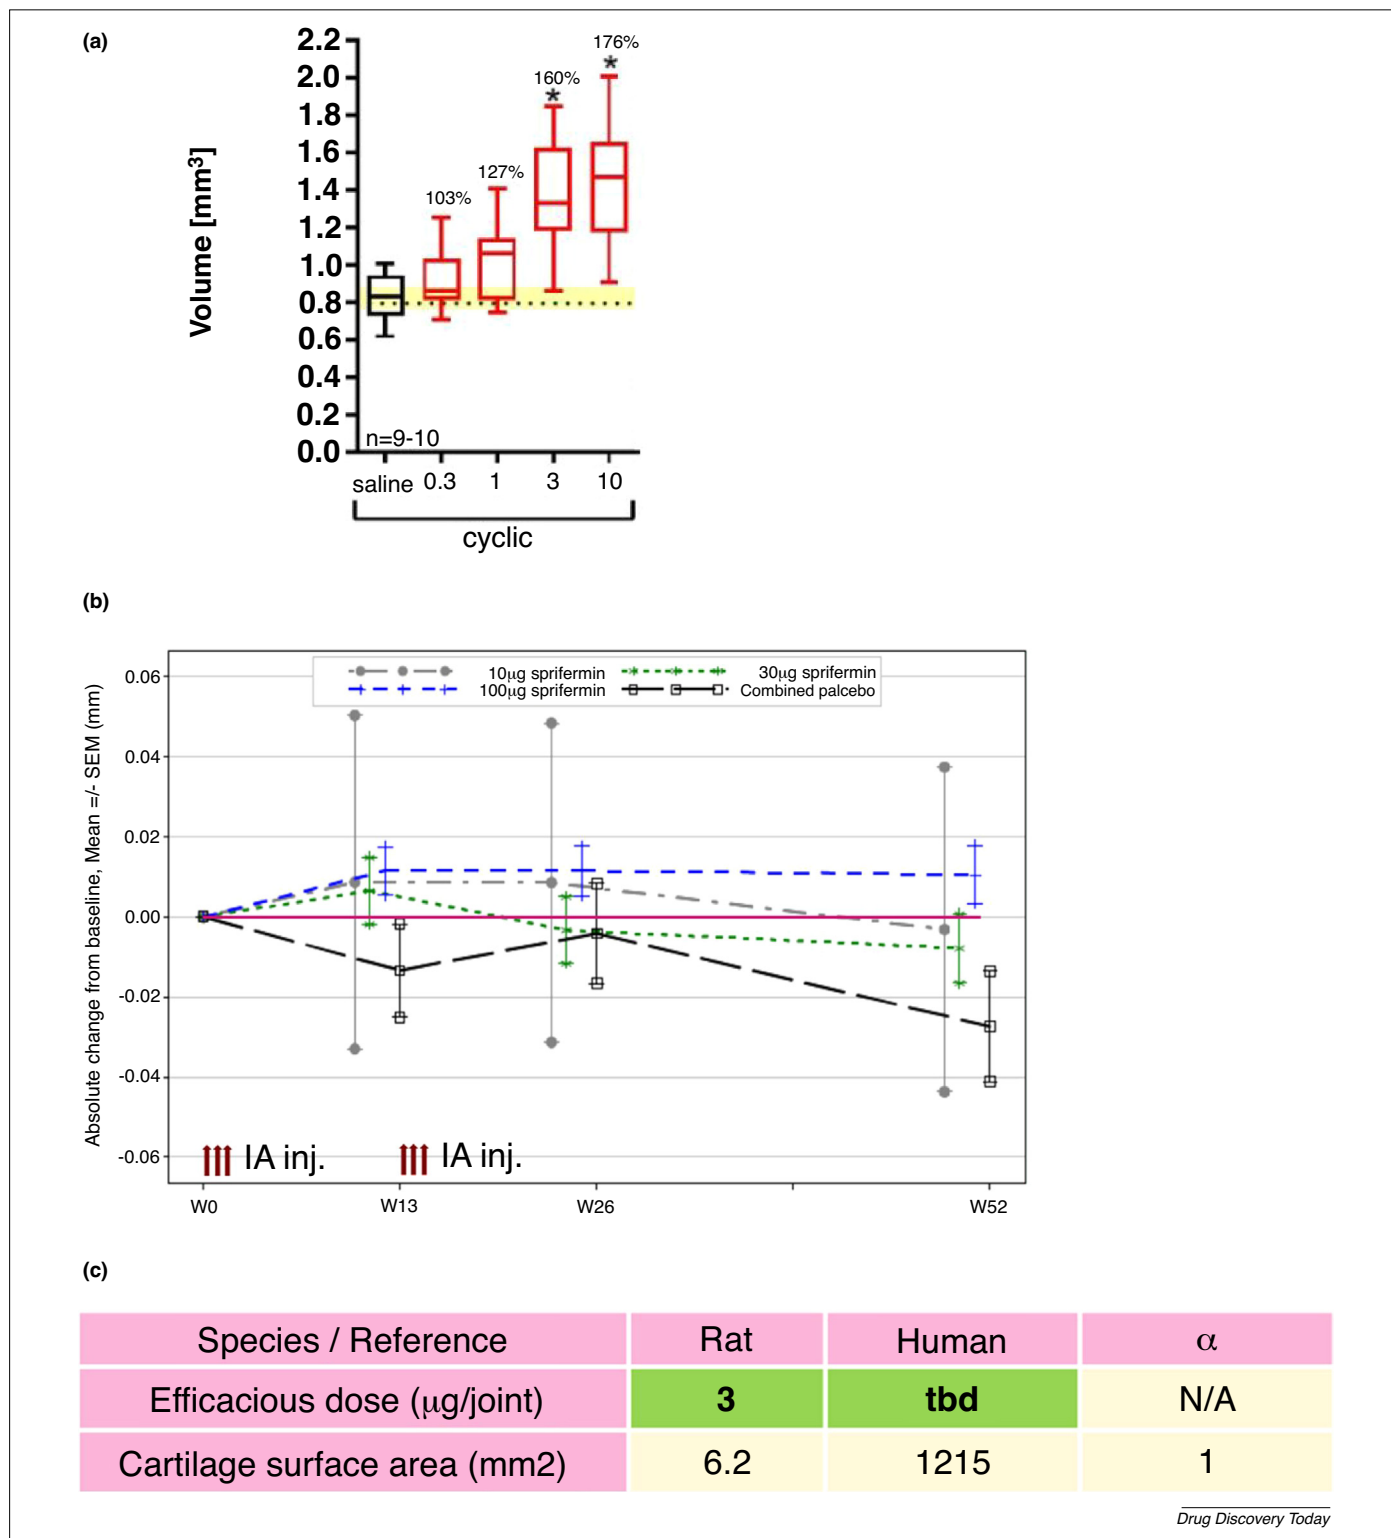 (a)
2.2
2.0
1.8
1.6
1.4
1.2
1.0
0.8
0.6
0.4
0.2
0.0
Volume [mm³]
103%
127%
160%
*
176%
*
n=9-10
saline 0.3 1 3 10
cyclic
(b)
Absolute change from baseline, Mean =/- SEM (mm)
0.06
0.04
0.02
0.00
-0.02
-0.04
-0.06
10μg sprifermin 30μg sprifermin
100μg sprifermin Combined palcebo
IA inj. IA inj.
W0 W13 W26 W52
(c)
Species / Reference Rat Human α
Efficacious dose (μg/joint) 3 tbd N/A
Cartilage surface area (mm2) 6.2 1215 1
Drug Discovery Today